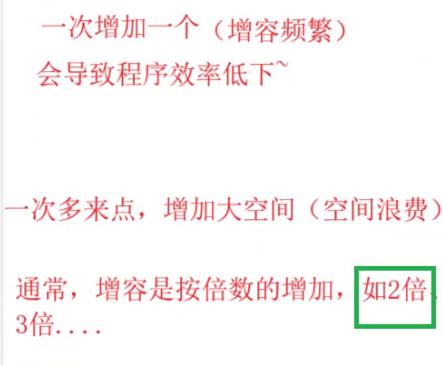 一次增加一个（增容频繁）
会导致程序效率低下~
一次多来点，增加大空间（空间浪费）
通常，增容是按倍数的增加，如2倍、
3倍....